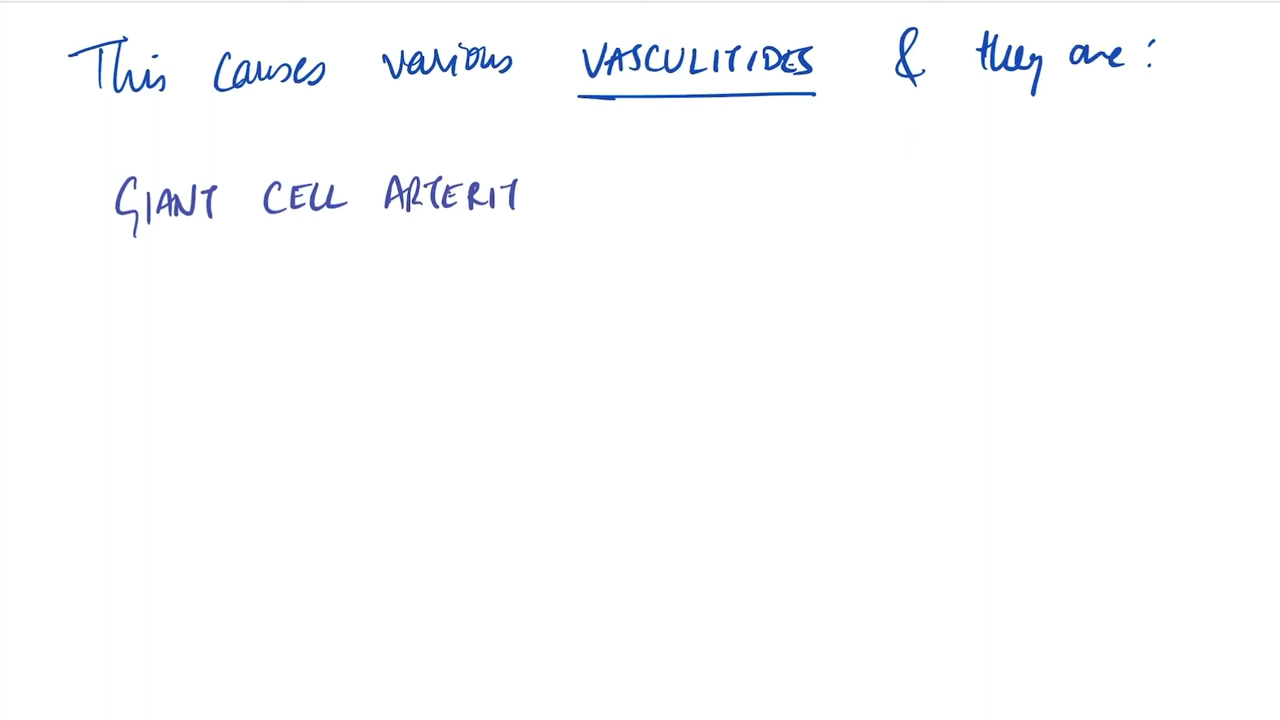 This causes various VASCULITIDES & they are:
GIANT CELL ARTERIT